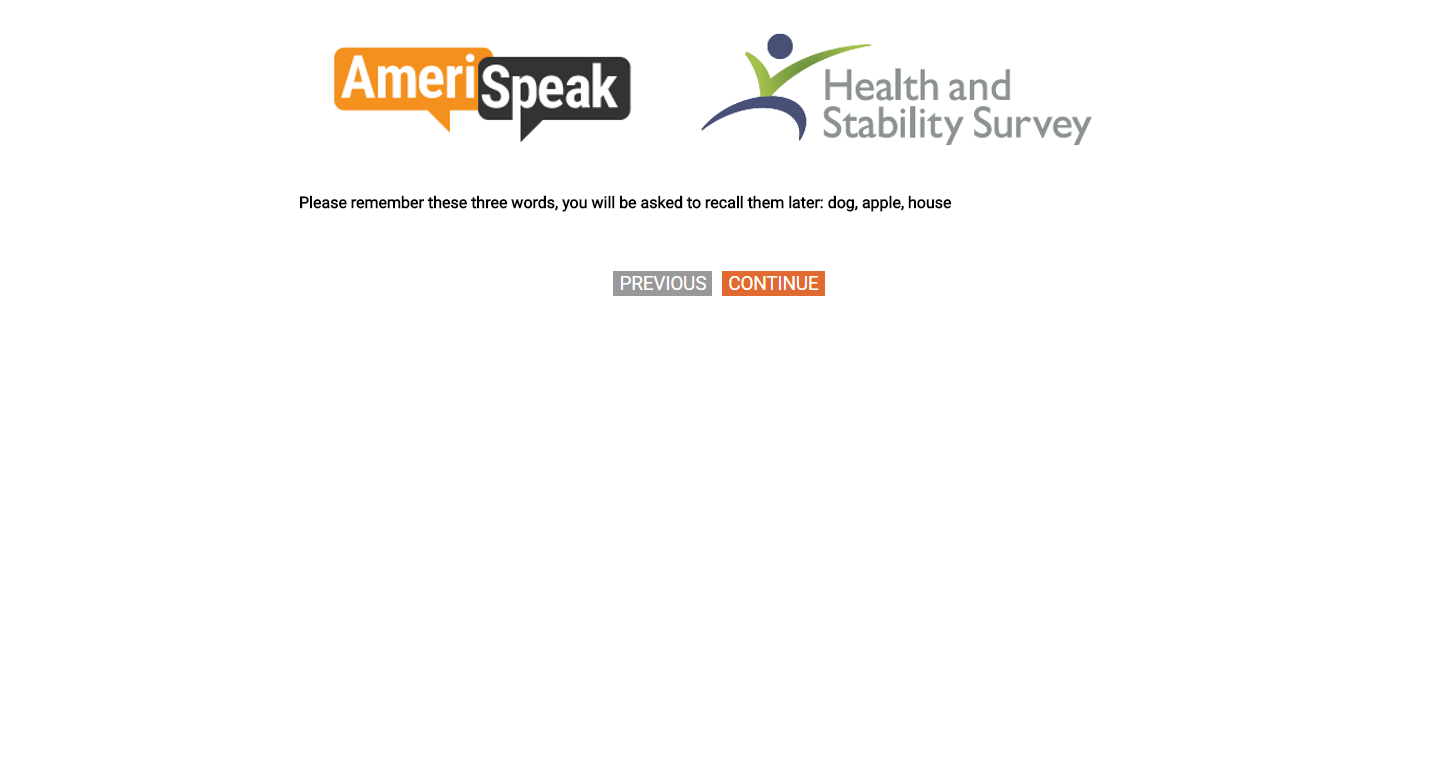 AmeriSpeak
Health and
Stability Survey
Please remember these three words, you will be asked to recall them later: dog, apple, house
PREVIOUS CONTINUE